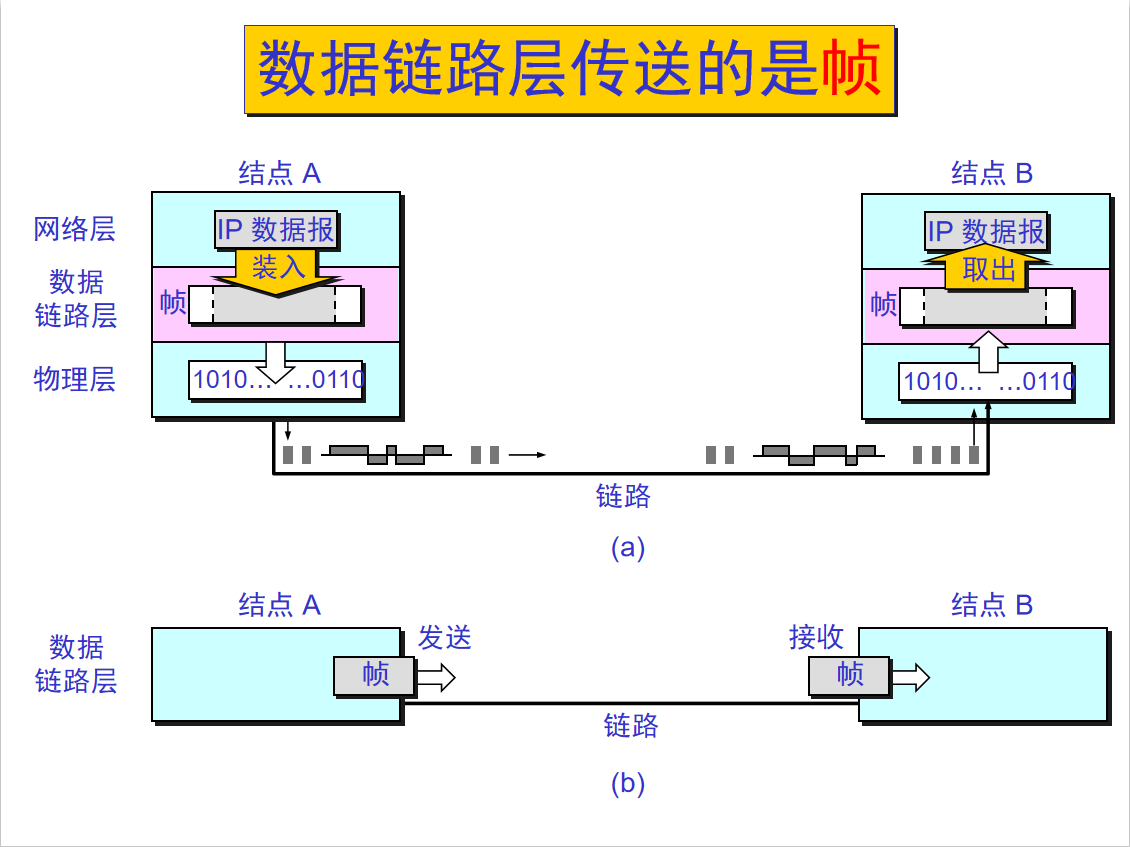 数据链路层传送的是帧
结点 A
结点 B
网络层
IP 数据报
IP 数据报
装入
取出
数据
链路层
帧
帧
物理层
1010… …0110
1010… …0110
链路
(a)
结点 A
结点 B
数据
链路层
发送
接收
帧
帧
链路
(b)